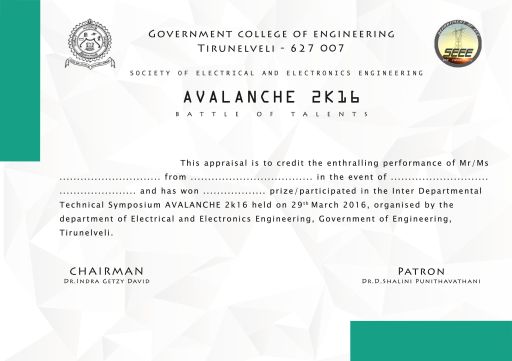 GOVERNMENT COLLEGE OF ENGINEERING
TIRUNELVELI - 627 007
SEEE
SOCIETY OF ELECTRICAL AND ELECTRONICS ENGINEERING
AVALANCHE 2K16
BATTLE OF TALENTS
This appraisal is to credit the enthralling performance of Mr/Ms
............................. from ................................... in the event of ............................
...................... and has won .................. prize/participated in the Inter Departmental
Technical Symposium AVALANCHE 2k16 held on 29th March 2016, organised by the
department of Electrical and Electronics Engineering, Government of Engineering,
Tirunelveli.
CHAIRMAN
DR.INDRA GETZY DAVID
PATRON
DR.D.SHALINI PUNITHAVATHANI